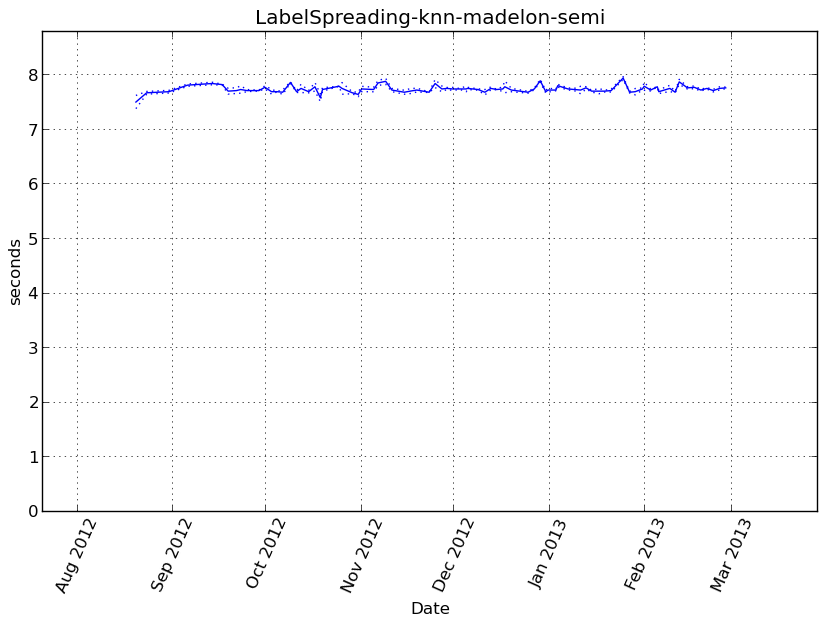 LabelSpreading-knn-madelon-semi
8
7
6
5
4
3
2
1
0
seconds
Aug 2012
Sep 2012
Oct 2012
Nov 2012
Dec 2012
Jan 2013
Feb 2013
Mar 2013
Date